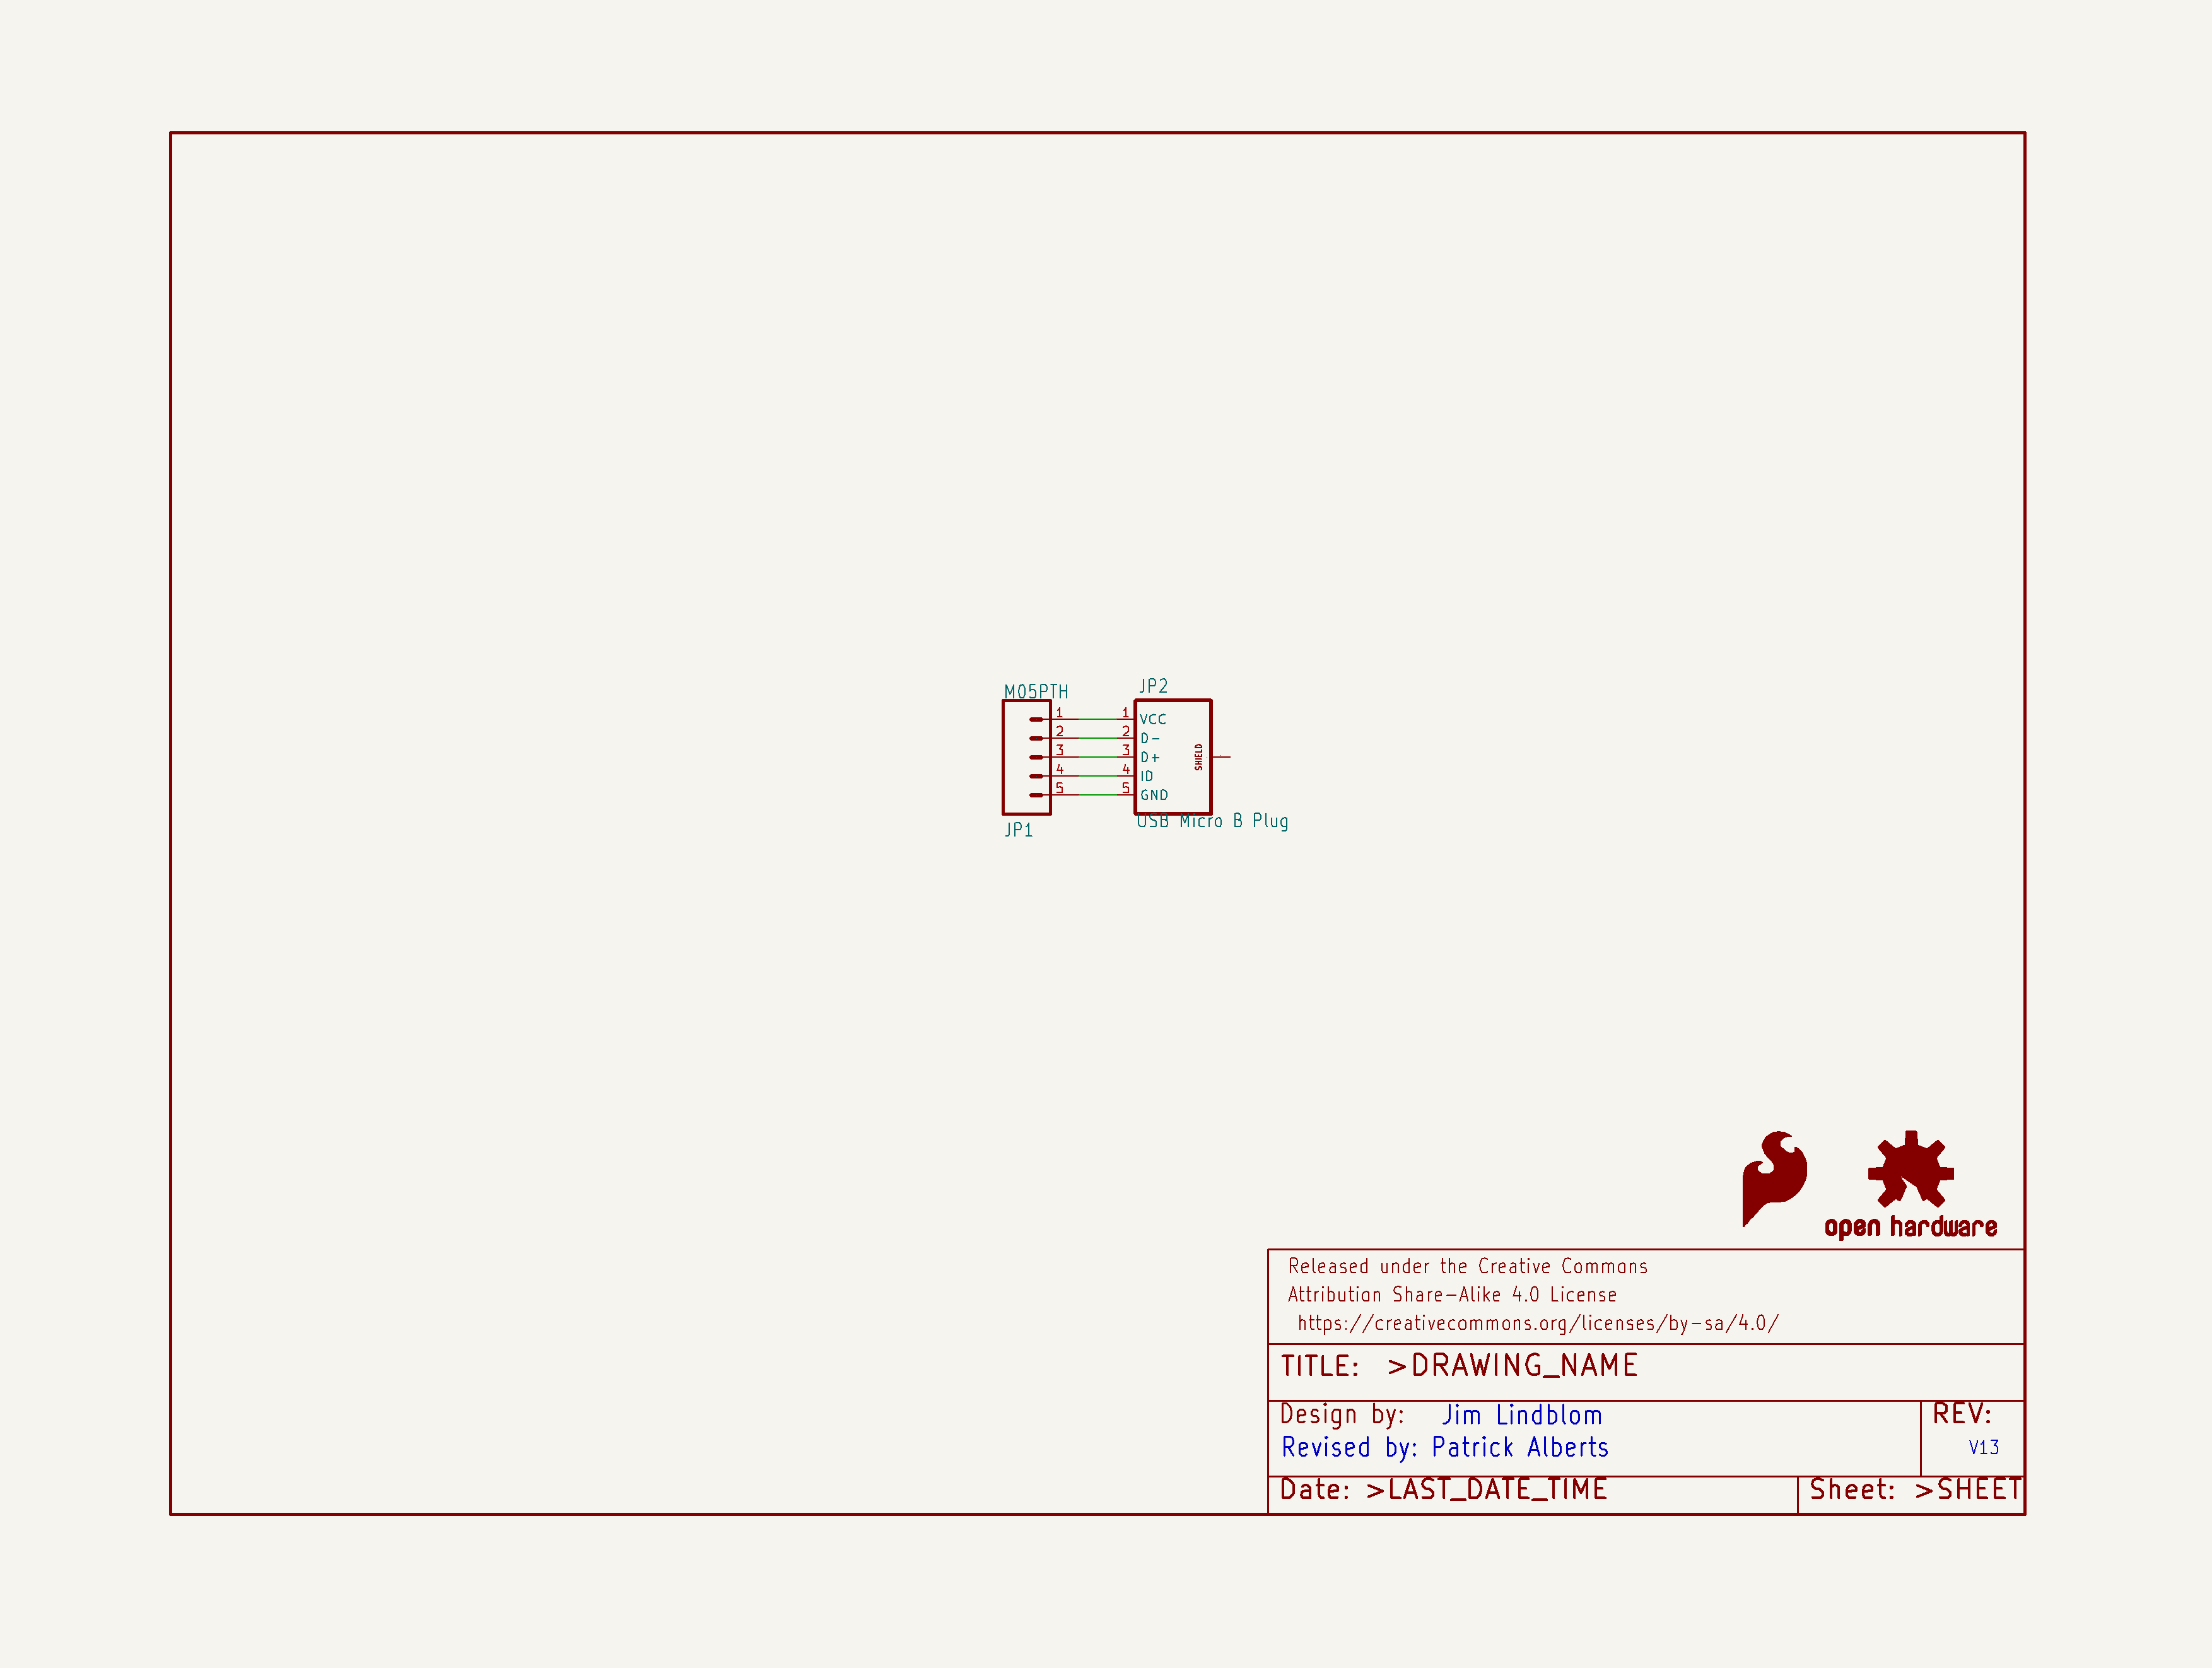 M05PTH
JP1
1
2
3
4
5
JP2
1 VCC
2 D-
3 D+
4 ID
5 GND
SHIELD
USB Micro B Plug
open hardware
Released under the Creative Commons
Attribution Share-Alike 4.0 License
https://creativecommons.org/licenses/by-sa/4.0/
TITLE: >DRAWING_NAME
Design by: Jim Lindblom
Revised by: Patrick Alberts
REV:
V13
Date: >LAST_DATE_TIME
Sheet: >SHEET